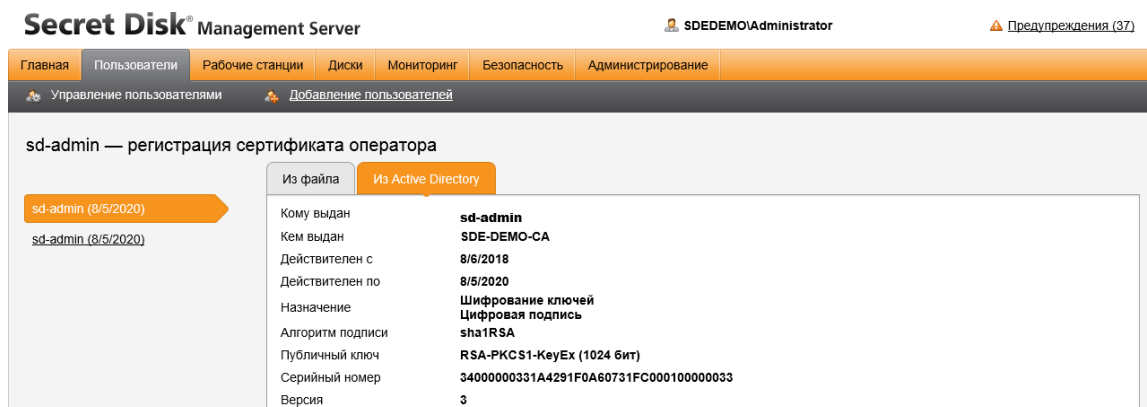 Secret Disk® Management Server
SDEDEMO\Administrator
Предупреждения (37)
Главная Пользователи Рабочие станции Диски Мониторинг Безопасность Администрирование
Управление пользователями Добавление пользователей
sd-admin — регистрация сертификата оператора
Из файла Из Active Directory
sd-admin (8/5/2020)
sd-admin (8/5/2020)
Кому выдан sd-admin
Кем выдан SDE-DEMO-CA
Действителен с 8/6/2018
Действителен по 8/5/2020
Назначение Шифрование ключей
Цифровая подпись
Алгоритм подписи sha1RSA
Публичный ключ RSA-PKCS1-KeyEx (1024 бит)
Серийный номер 34000000331A4291F0A60731FC000100000033
Версия 3